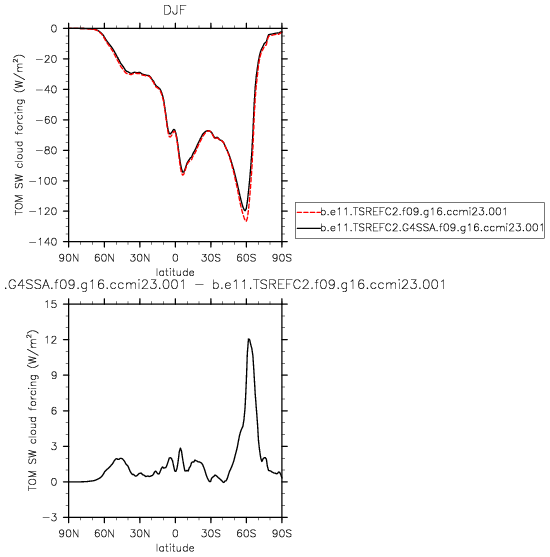 DJF
TOM SW cloud forcing (W/m²)
0
-20
-40
-60
-80
-100
-120
-140
90N 60N 30N 0 30S 60S 90S
latitude
b.e11.TSREFC2.f09.g16.ccmi23.001
b.e11.TSREFC2.G4SSA.f09.g16.ccmi23.001
.G4SSA.f09.g16.ccmi23.001 - b.e11.TSREFC2.f09.g16.ccmi23.001
TOM SW cloud forcing (W/m²)
15
12
9
6
3
0
-3
90N 60N 30N 0 30S 60S 90S
latitude